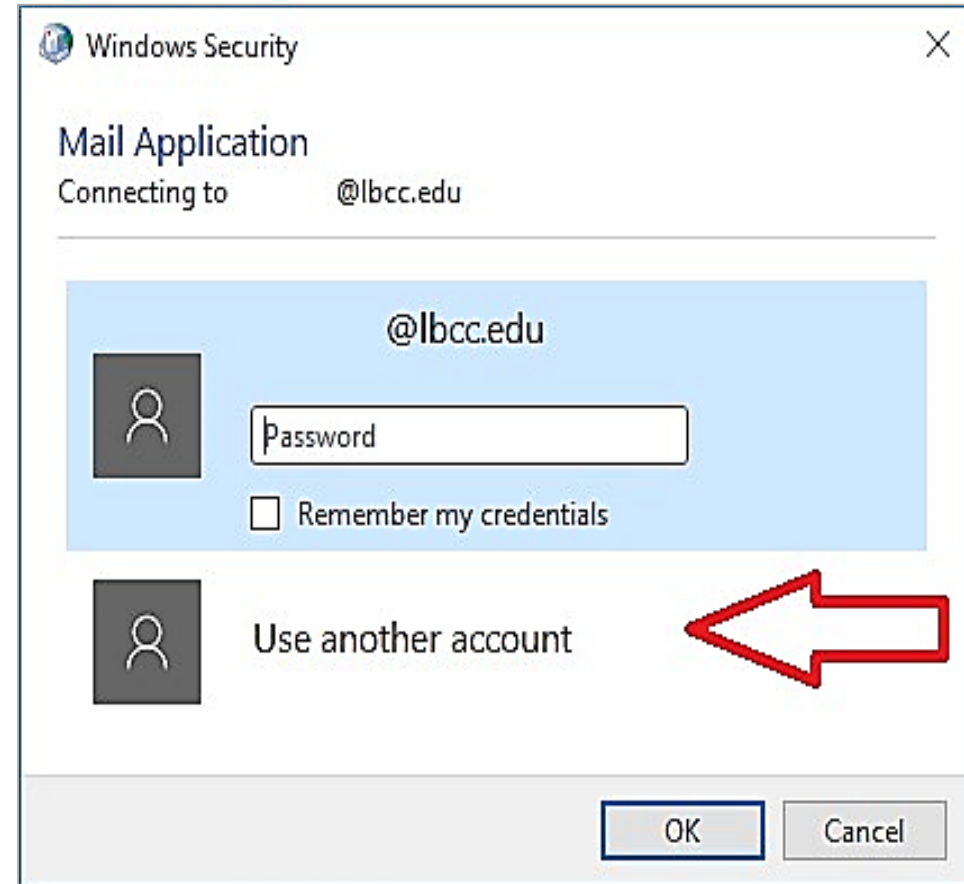 Windows Security
Mail Application
Connecting to @lbcc.edu
@lbcc.edu
Password
Remember my credentials
Use another account
OK Cancel